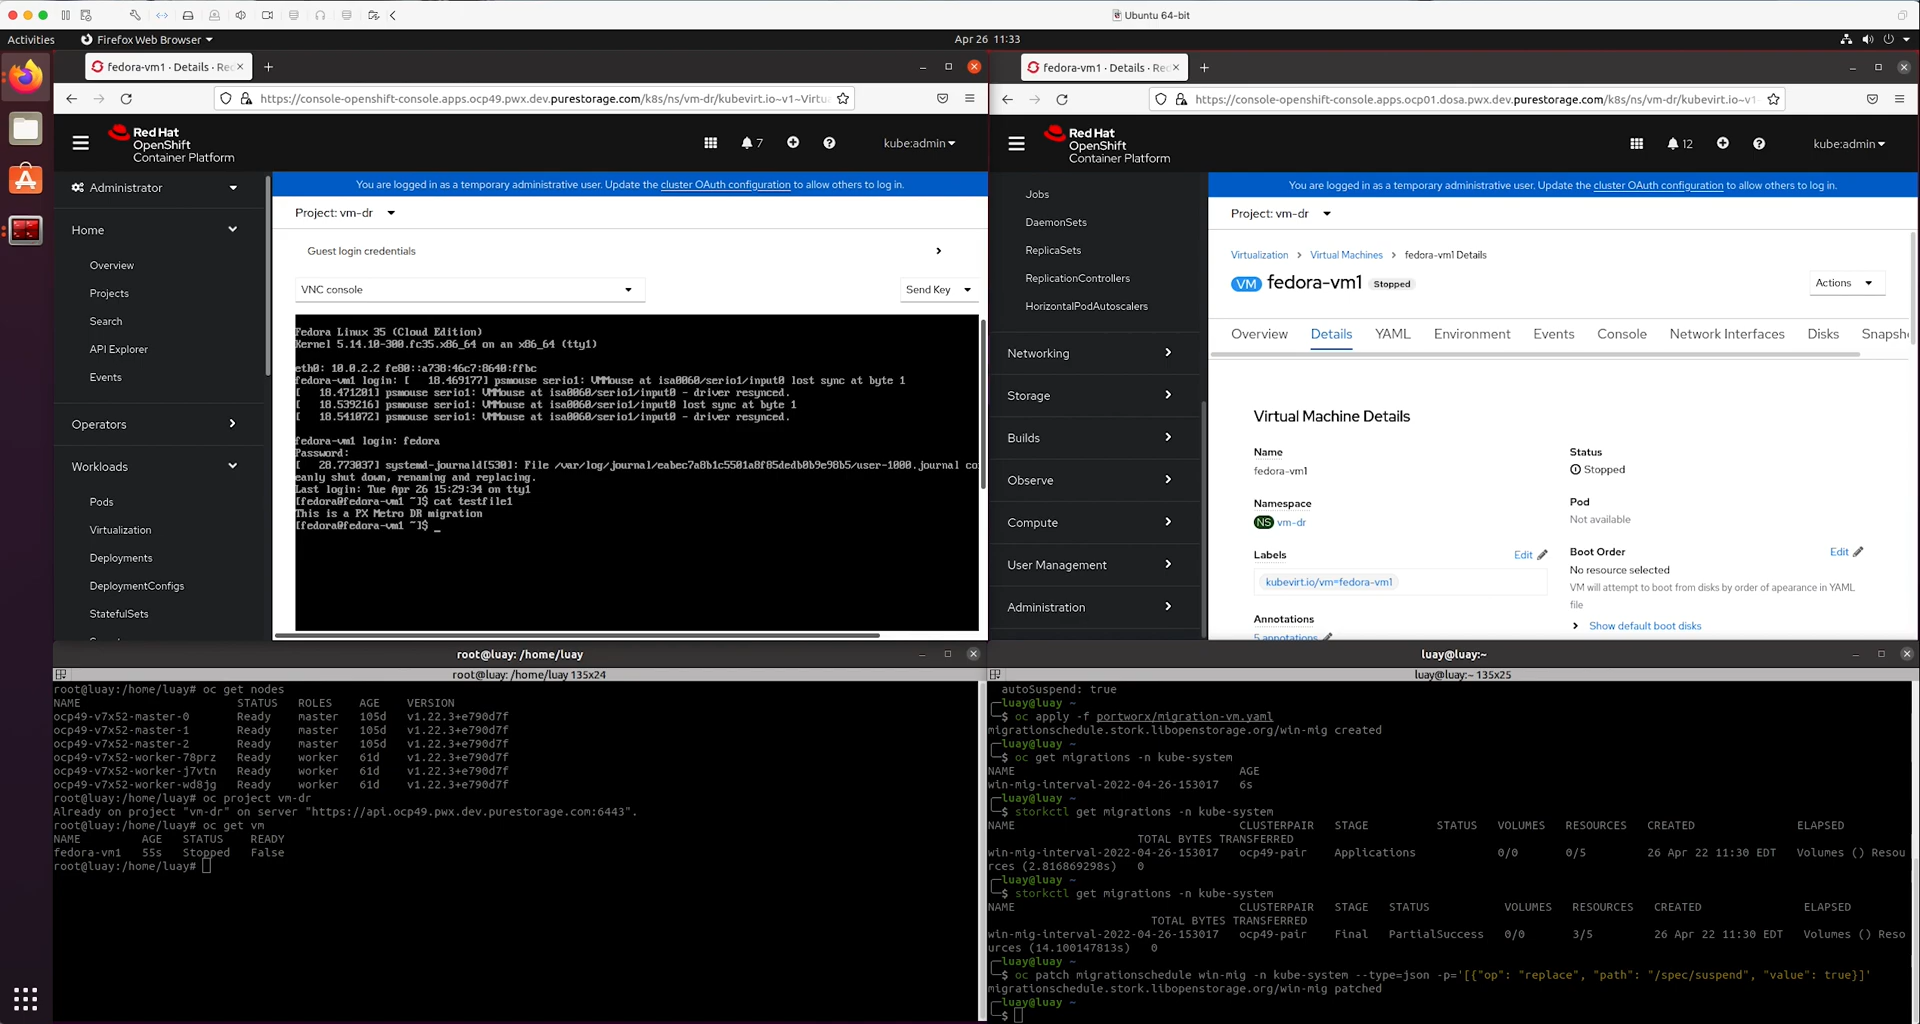 Ubuntu 64-bit
Activities
Firefox Web Browser
Apr 26 11:33
fedora-vm1 · Details · Re
https://console-openshift-console.apps.ocp49.pwx.dev.purestorage.com/k8s/ns/vm-dr/kubevirt.io~v1~Virtu
Red Hat
OpenShift
Container Platform
7
kube:admin
Administrator
You are logged in as a temporary administrative user. Update the cluster OAuth configuration to allow others to log in.
Project: vm-dr
Home
Overview
Projects
Search
API Explorer
Events
Operators
Workloads
Pods
Virtualization
Deployments
DeploymentConfigs
StatefulSets
Guest login credentials
VNC console
Send Key
Fedora Linux 35 (Cloud Edition)
Kernel 5.14.10-300.fc35.x86_64 on an x86_64 (tty1)
eth0: 10.0.2.2 fe80::a738:46c7:8640:ffbc
fedora-vm1 login: [   18.469177] psmouse serio1: VMMouse at isa0060/serio1/input0 lost sync at byte 1
[   18.471201] psmouse serio1: VMMouse at isa0060/serio1/input0 - driver resynced.
[   18.539216] psmouse serio1: VMMouse at isa0060/serio1/input0 lost sync at byte 1
[   18.541072] psmouse serio1: VMMouse at isa0060/serio1/input0 - driver resynced.
fedora-vm1 login: fedora
Password:
[   28.773037] systemd-journald[530]: File /var/log/journal/eabec7a8b1c5501a8f85dedb0b9e98b5/user-1000.journal co
eanly shut down, renaming and replacing.
Last login: Tue Apr 26 15:29:34 on tty1
[fedora@fedora-vm1 ~]$ cat testfile1
This is a PX Metro DR migration
[fedora@fedora-vm1 ~]$ _
fedora-vm1 · Details · Re
https://console-openshift-console.apps.ocp01.dosa.pwx.dev.purestorage.com/k8s/ns/vm-dr/kubevirt.io~v1~
Red Hat
OpenShift
Container Platform
12
kube:admin
Jobs
DaemonSets
ReplicaSets
ReplicationControllers
HorizontalPodAutoscalers
Networking
Storage
Builds
Observe
Compute
User Management
Administration
You are logged in as a temporary administrative user. Update the cluster OAuth configuration to allow others to log in.
Project: vm-dr
Virtualization > Virtual Machines > fedora-vm1 Details
VM fedora-vm1 Stopped
Actions
Overview Details YAML Environment Events Console Network Interfaces Disks Snapsh
Virtual Machine Details
Name
fedora-vm1
Namespace
NS vm-dr
Labels
Edit
kubevirt.io/vm=fedora-vm1
Annotations
5 annotations
Status
Stopped
Pod
Not available
Boot Order
Edit
No resource selected
VM will attempt to boot from disks by order of apearance in YAML
file
Show default boot disks
root@luay: /home/luay
root@luay: /home/luay 135x24
root@luay:/home/luay# oc get nodes
NAME STATUS ROLES AGE VERSION
ocp49-v7x52-master-0 Ready master 105d v1.22.3+e790d7f
ocp49-v7x52-master-1 Ready master 105d v1.22.3+e790d7f
ocp49-v7x52-master-2 Ready master 105d v1.22.3+e790d7f
ocp49-v7x52-worker-78prz Ready worker 61d v1.22.3+e790d7f
ocp49-v7x52-worker-j7vtn Ready worker 61d v1.22.3+e790d7f
ocp49-v7x52-worker-wd8jg Ready worker 61d v1.22.3+e790d7f
root@luay:/home/luay# oc project vm-dr
Already on project "vm-dr" on server "https://api.ocp49.pwx.dev.purestorage.com:6443".
root@luay:/home/luay# oc get vm
NAME AGE STATUS READY
fedora-vm1 55s Stopped False
root@luay:/home/luay#
luay@luay:~
luay@luay:~ 135x25
autoSuspend: true
luay@luay ~
$ oc apply -f portworx/migration-vm.yaml
migrationschedule.stork.libopenstorage.org/win-mig created
luay@luay ~
$ oc get migrations -n kube-system
NAME AGE
win-mig-interval-2022-04-26-153017 6s
luay@luay ~
$ storkctl get migrations -n kube-system
NAME CLUSTERPAIR STAGE STATUS VOLUMES RESOURCES CREATED ELAPSED
TOTAL BYTES TRANSFERRED
win-mig-interval-2022-04-26-153017 ocp49-pair Applications 0/0 0/5 26 Apr 22 11:30 EDT Volumes () Resou
rces (2.816869298s) 0
luay@luay ~
$ storkctl get migrations -n kube-system
NAME CLUSTERPAIR STAGE STATUS VOLUMES RESOURCES CREATED ELAPSED
TOTAL BYTES TRANSFERRED
win-mig-interval-2022-04-26-153017 ocp49-pair Final PartialSuccess 0/0 3/5 26 Apr 22 11:30 EDT Volumes () Reso
urces (14.100147813s) 0
luay@luay ~
$ oc patch migrationschedule win-mig -n kube-system --type=json -p='[{"op": "replace", "path": "/spec/suspend", "value": true}]'
migrationschedule.stork.libopenstorage.org/win-mig patched
luay@luay ~
$